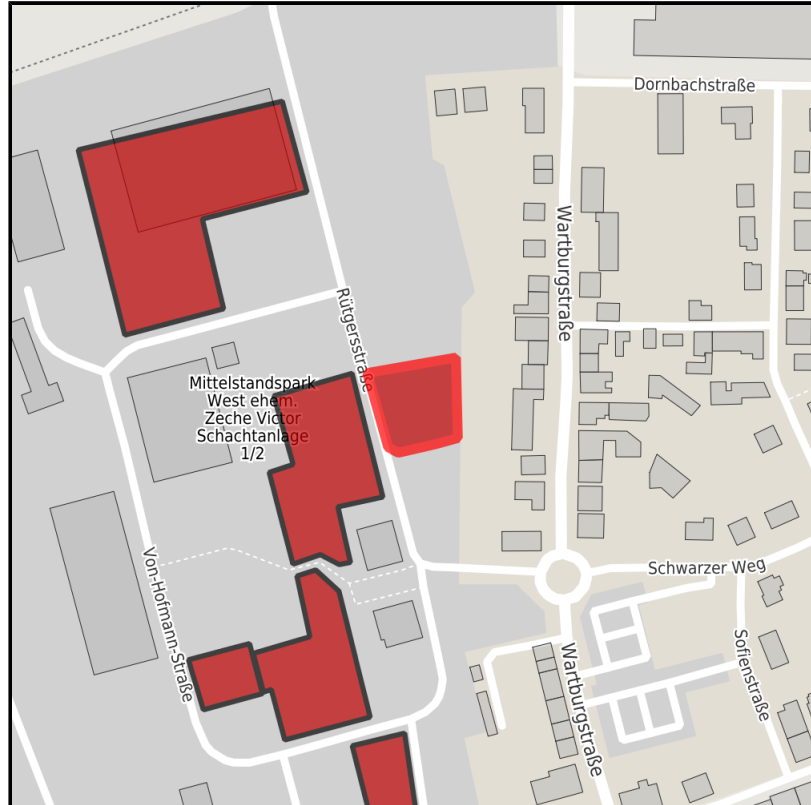 Dornbachstraße
Wartburgstraße
Rütgersstraße
Mittelstandspark
West ehem.
Zeche Victor
Schachtanlage
1/2
Von-Hofmann-Straße
Schwarzer Weg
Sofienstraße
Wartburgstraße